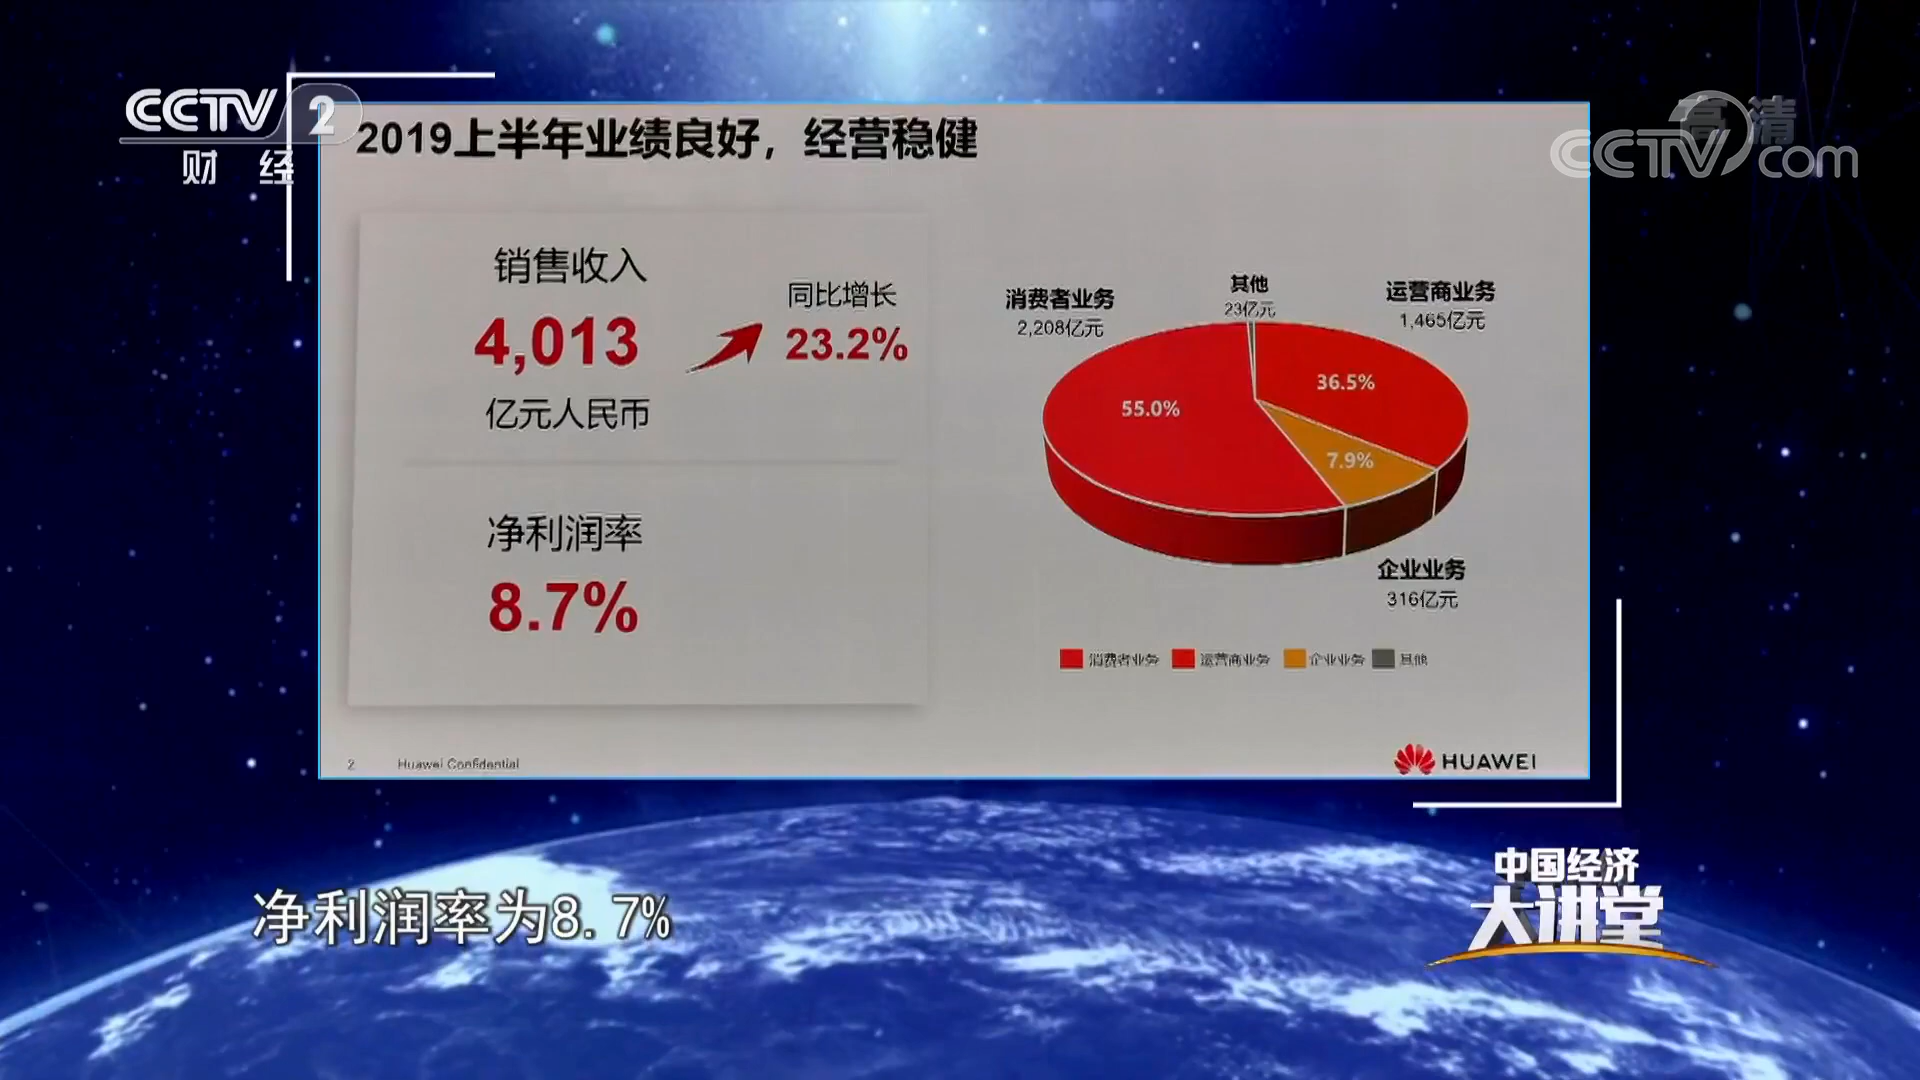 CCTV 2
财 经
高清
CCTV.com
2019上半年业绩良好，经营稳健
销售收入
4,013
亿元人民币
同比增长
23.2%
净利润率
8.7%
消费者业务
2,208亿元
其他
23亿元
运营商业务
1,465亿元
55.0%
36.5%
7.9%
企业业务
316亿元
消费者业务 运营商业务 企业业务 其他
2 Huawei Confidential
HUAWEI
净利润率为8.7%
中国经济
大讲堂